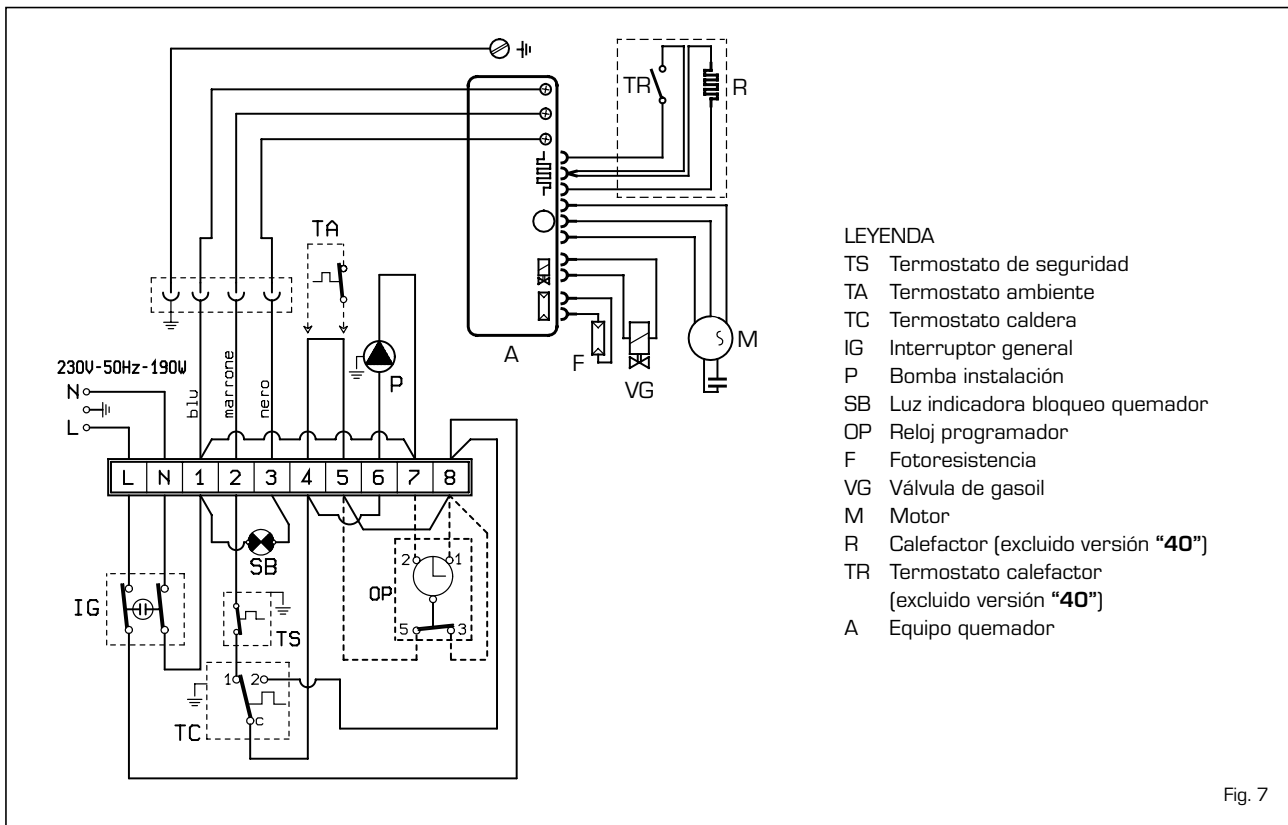 TR
R
TA
A
P
F
VG
M
230V-50Hz-190W
N
L
blu
marrone
nero
L N 1 2 3 4 5 6 7 8
SB
IG
TS
OP
2 1
5 3
TC
1 2
c
LEYENDA
TS Termostato de seguridad
TA Termostato ambiente
TC Termostato caldera
IG Interruptor general
P Bomba instalación
SB Luz indicadora bloqueo quemador
OP Reloj programador
F Fotoresistencia
VG Válvula de gasoil
M Motor
R Calefactor (excluido versión “40”)
TR Termostato calefactor
(excluido versión “40”)
A Equipo quemador
Fig. 7